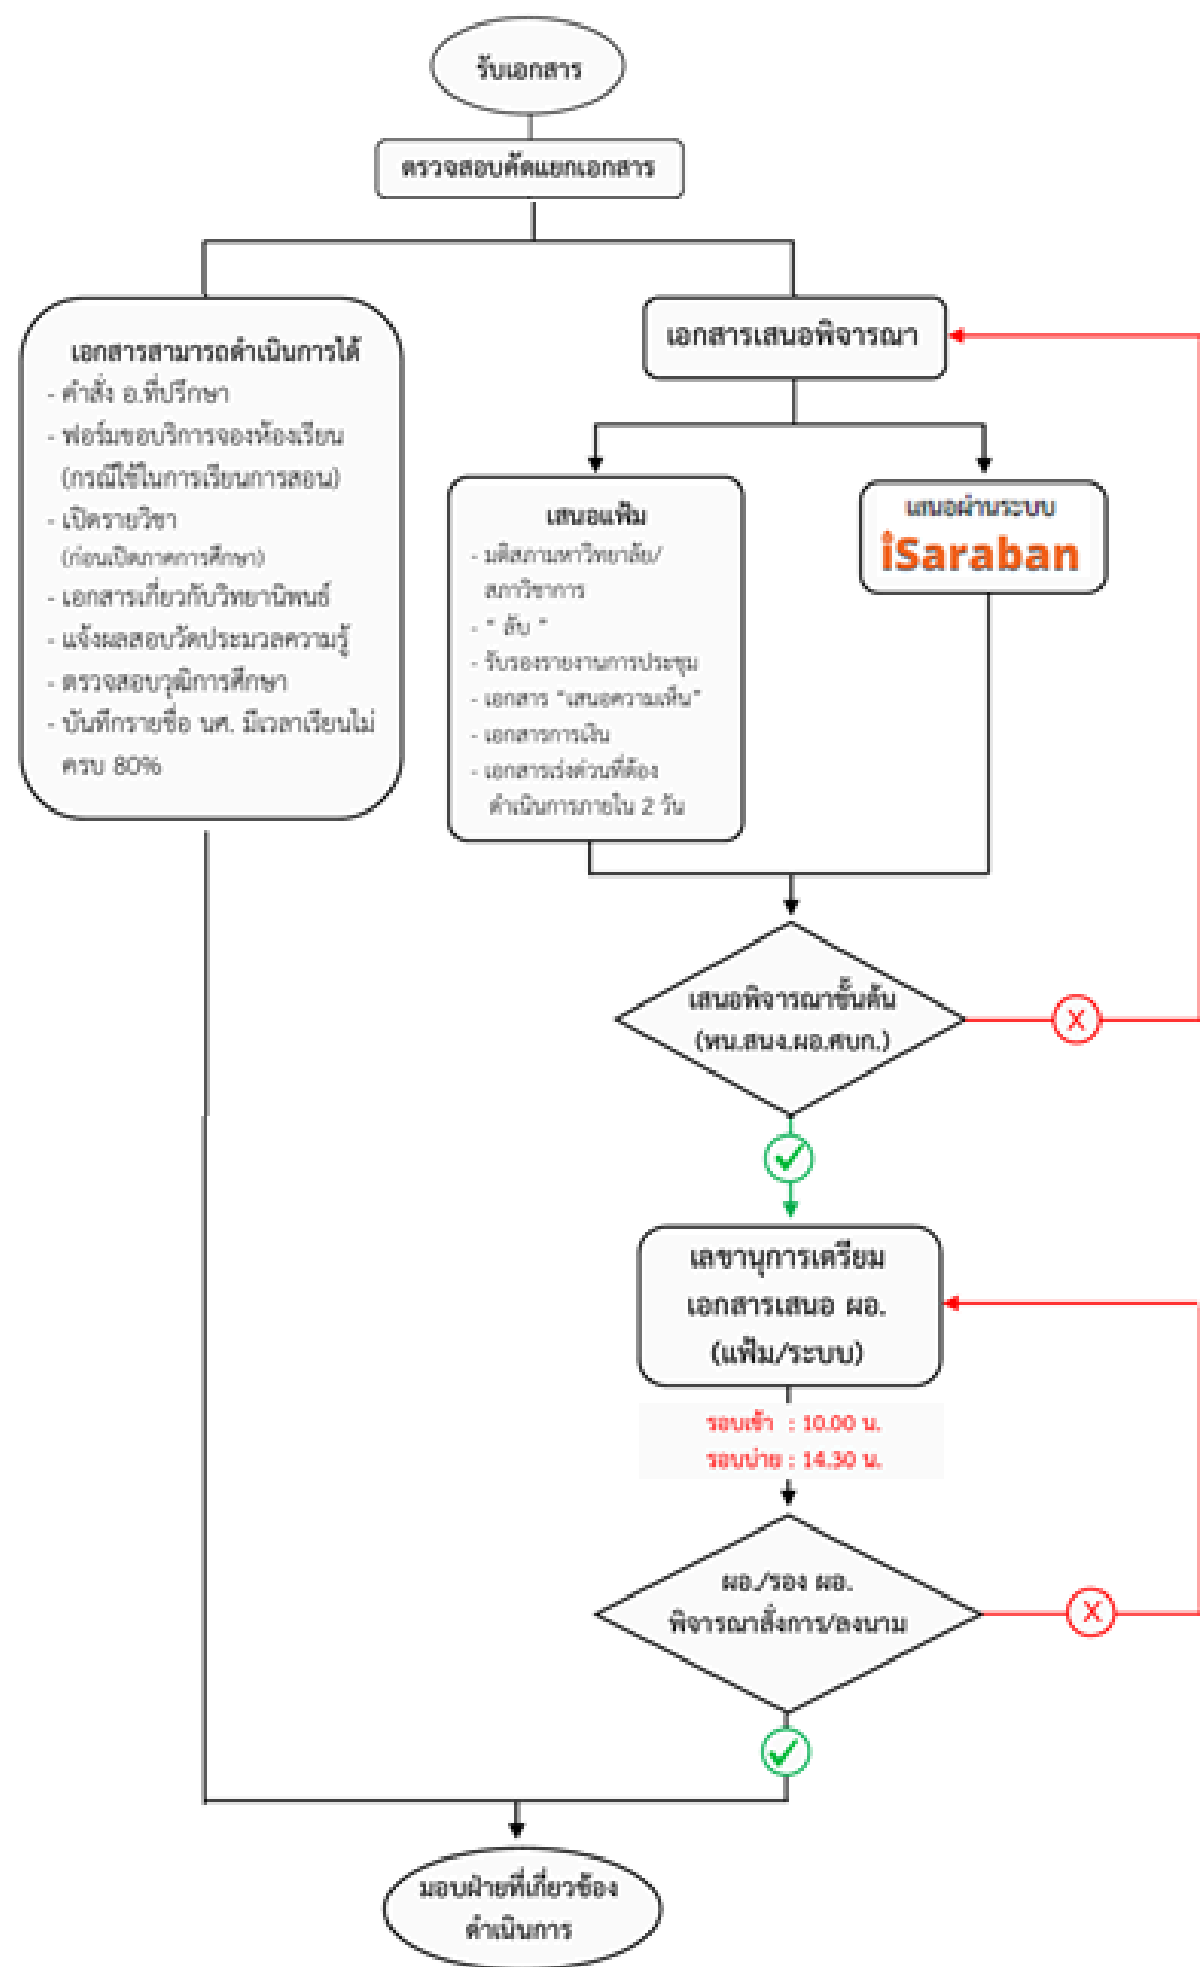 รับเอกสาร
ตรวจสอบคัดแยกเอกสาร
เอกสารสามารถดำเนินการได้
- คำสั่ง อ.ที่ปรึกษา
- ฟอร์มขอบริการจองห้องเรียน
(กรณีใช้ในการเรียนการสอน)
- เปิดรายวิชา
(ก่อนเปิดภาคการศึกษา)
- เอกสารเกี่ยวกับวิทยานิพนธ์
- แจ้งผลสอบวัดประมวลความรู้
- ตรวจสอบวุฒิการศึกษา
- บันทึกรายชื่อ นศ. มีเวลาเรียนไม่
ครบ 80%
เอกสารเสนอพิจารณา
เสนอแฟ้ม
- มติสภามหาวิทยาลัย/
สภาวิชาการ
- " ลับ "
- รับรองรายงานการประชุม
- เอกสาร "เสนอความเห็น"
- เอกสารการเงิน
- เอกสารเร่งด่วนที่ต้อง
ดำเนินการภายใน 2 วัน
เสนอผ่านระบบ
iSaraban
เสนอพิจารณาขั้นต้น
(หน.สนง.ผอ.ศบก.)
X
เลขานุการเตรียม
เอกสารเสนอ ผอ.
(แฟ้ม/ระบบ)
รอบเช้า : 10.00 น.
รอบบ่าย : 14.30 น.
ผอ./รอง ผอ.
พิจารณาสั่งการ/ลงนาม
X
มอบฝ่ายที่เกี่ยวข้อง
ดำเนินการ